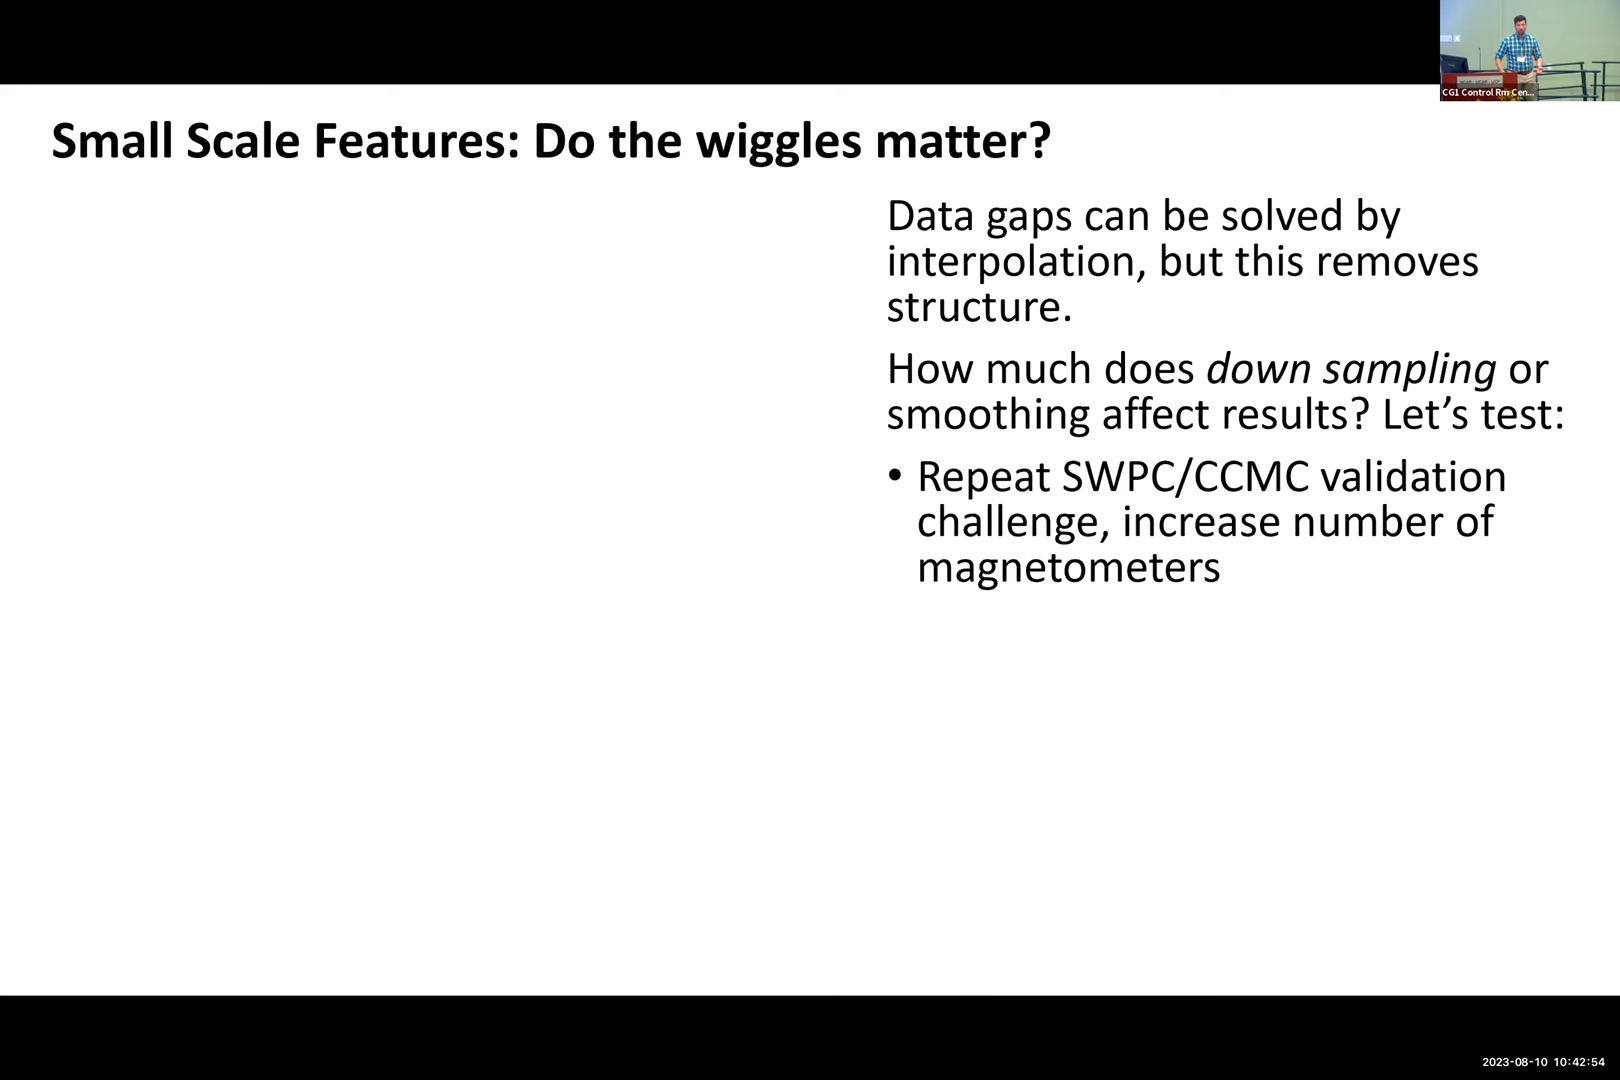 CG1 Control Rm Cen...
Small Scale Features: Do the wiggles matter?
Data gaps can be solved by
interpolation, but this removes
structure.
How much does down sampling or
smoothing affect results? Let’s test:
• Repeat SWPC/CCMC validation
challenge, increase number of
magnetometers
2023-08-10 10:42:54